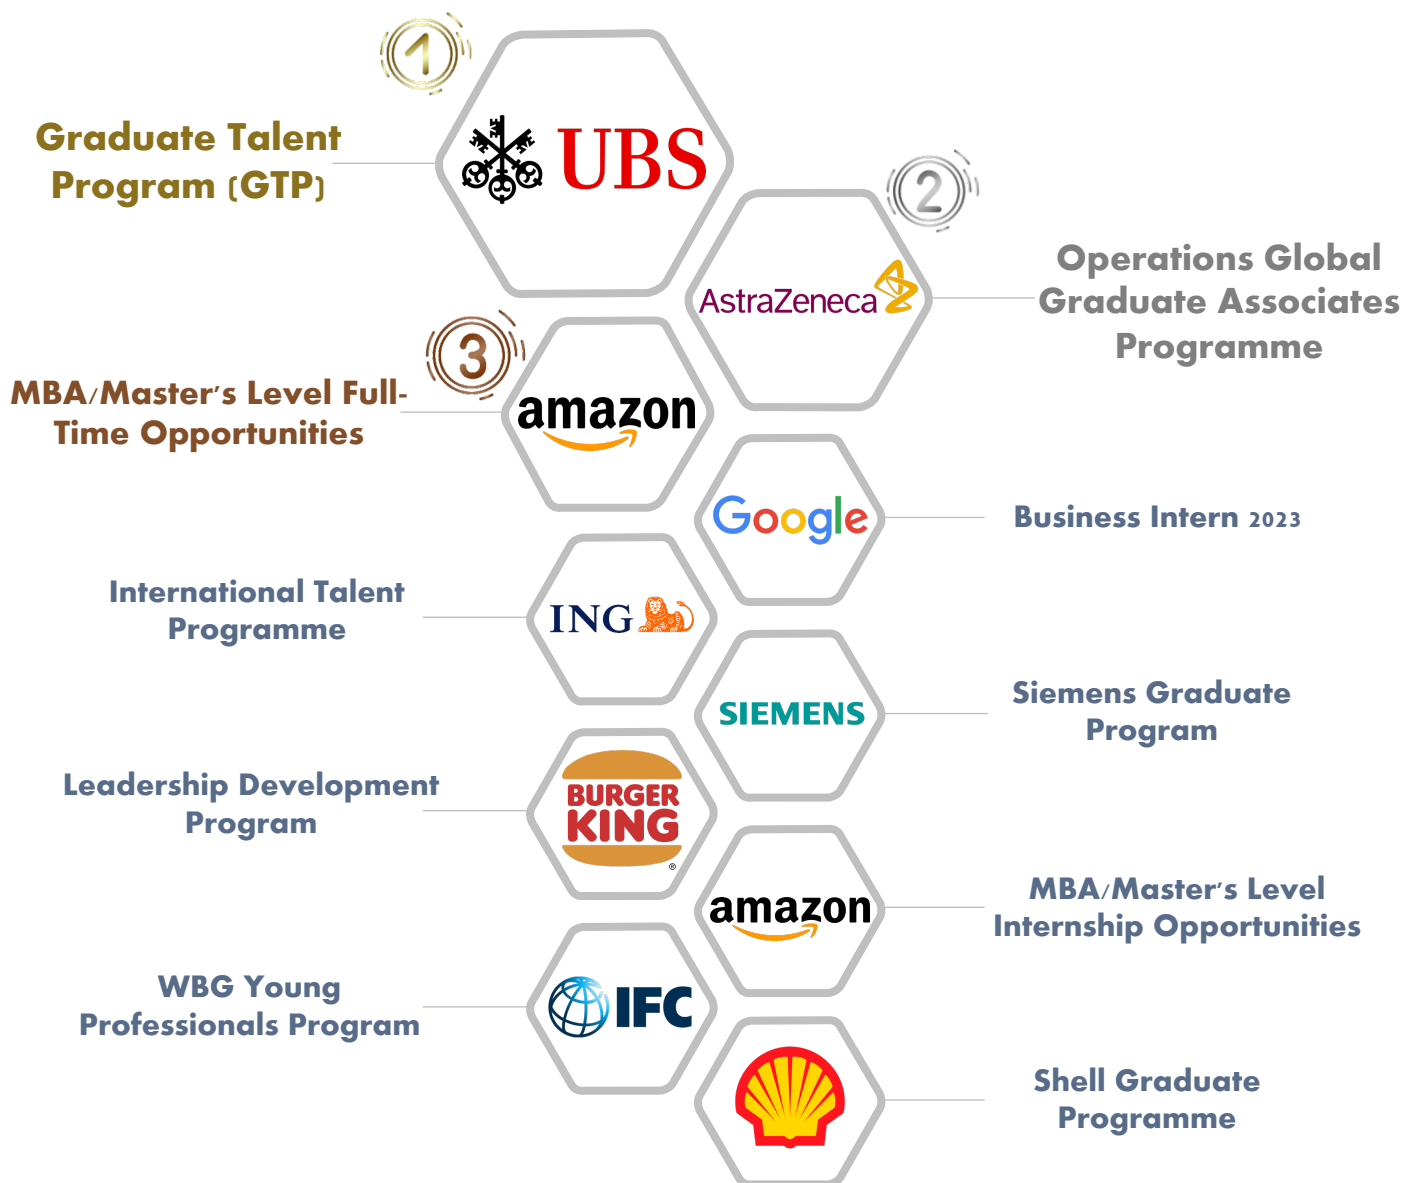 1
Graduate Talent
Program (GTP)
UBS
2
AstraZeneca
Operations Global
Graduate Associates
Programme
3
MBA/Master's Level Full-
Time Opportunities
amazon
Google
Business Intern 2023
International Talent
Programme
ING
SIEMENS
Siemens Graduate
Program
Leadership Development
Program
BURGER
KING
®
amazon
MBA/Master's Level
Internship Opportunities
WBG Young
Professionals Program
IFC
Shell Graduate
Programme